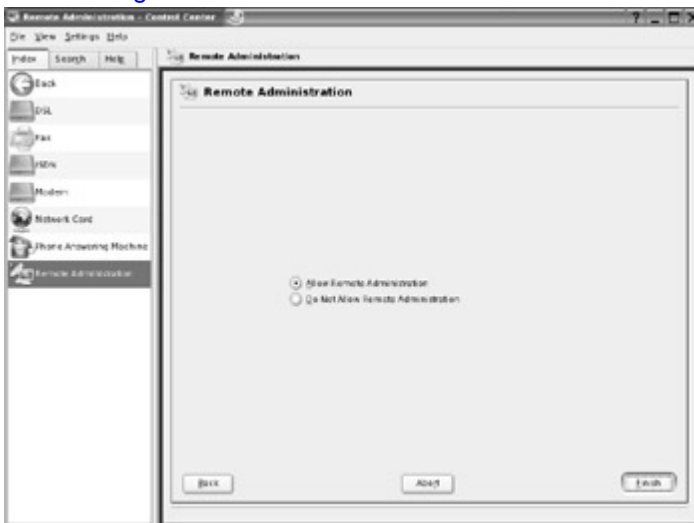 Remote Administration - Control Center
File View Settings Help
Index Search Help
Remote Administration
Back
DSL
Fax
ISDN
Modem
Network Card
Phone Answering Machine
Remote Administration
Remote Administration
Allow Remote Administration
Do Not Allow Remote Administration
Back Abort Finish